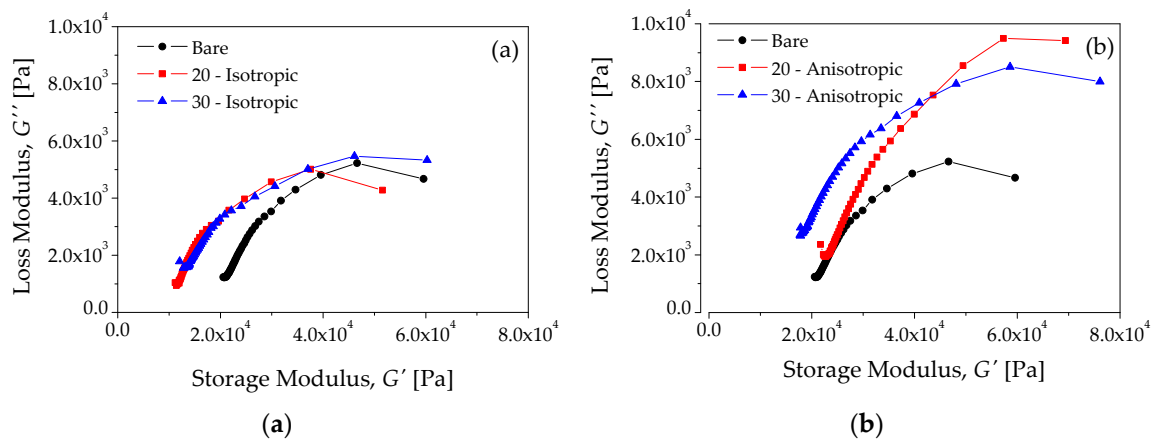 (a)
Bare
20 - Isotropic
30 - Isotropic
1.0x10⁴
8.0x10³
6.0x10³
4.0x10³
2.0x10³
0.0
Loss Modulus, G′′ [Pa]
0.0
2.0x10⁴
4.0x10⁴
6.0x10⁴
8.0x10⁴
Storage Modulus, G′ [Pa]
(a)
(b)
Bare
20 - Anisotropic
30 - Anisotropic
1.0x10⁴
8.0x10³
6.0x10³
4.0x10³
2.0x10³
0.0
Loss Modulus, G′′ [Pa]
0.0
2.0x10⁴
4.0x10⁴
6.0x10⁴
8.0x10⁴
Storage Modulus, G′ [Pa]
(b)